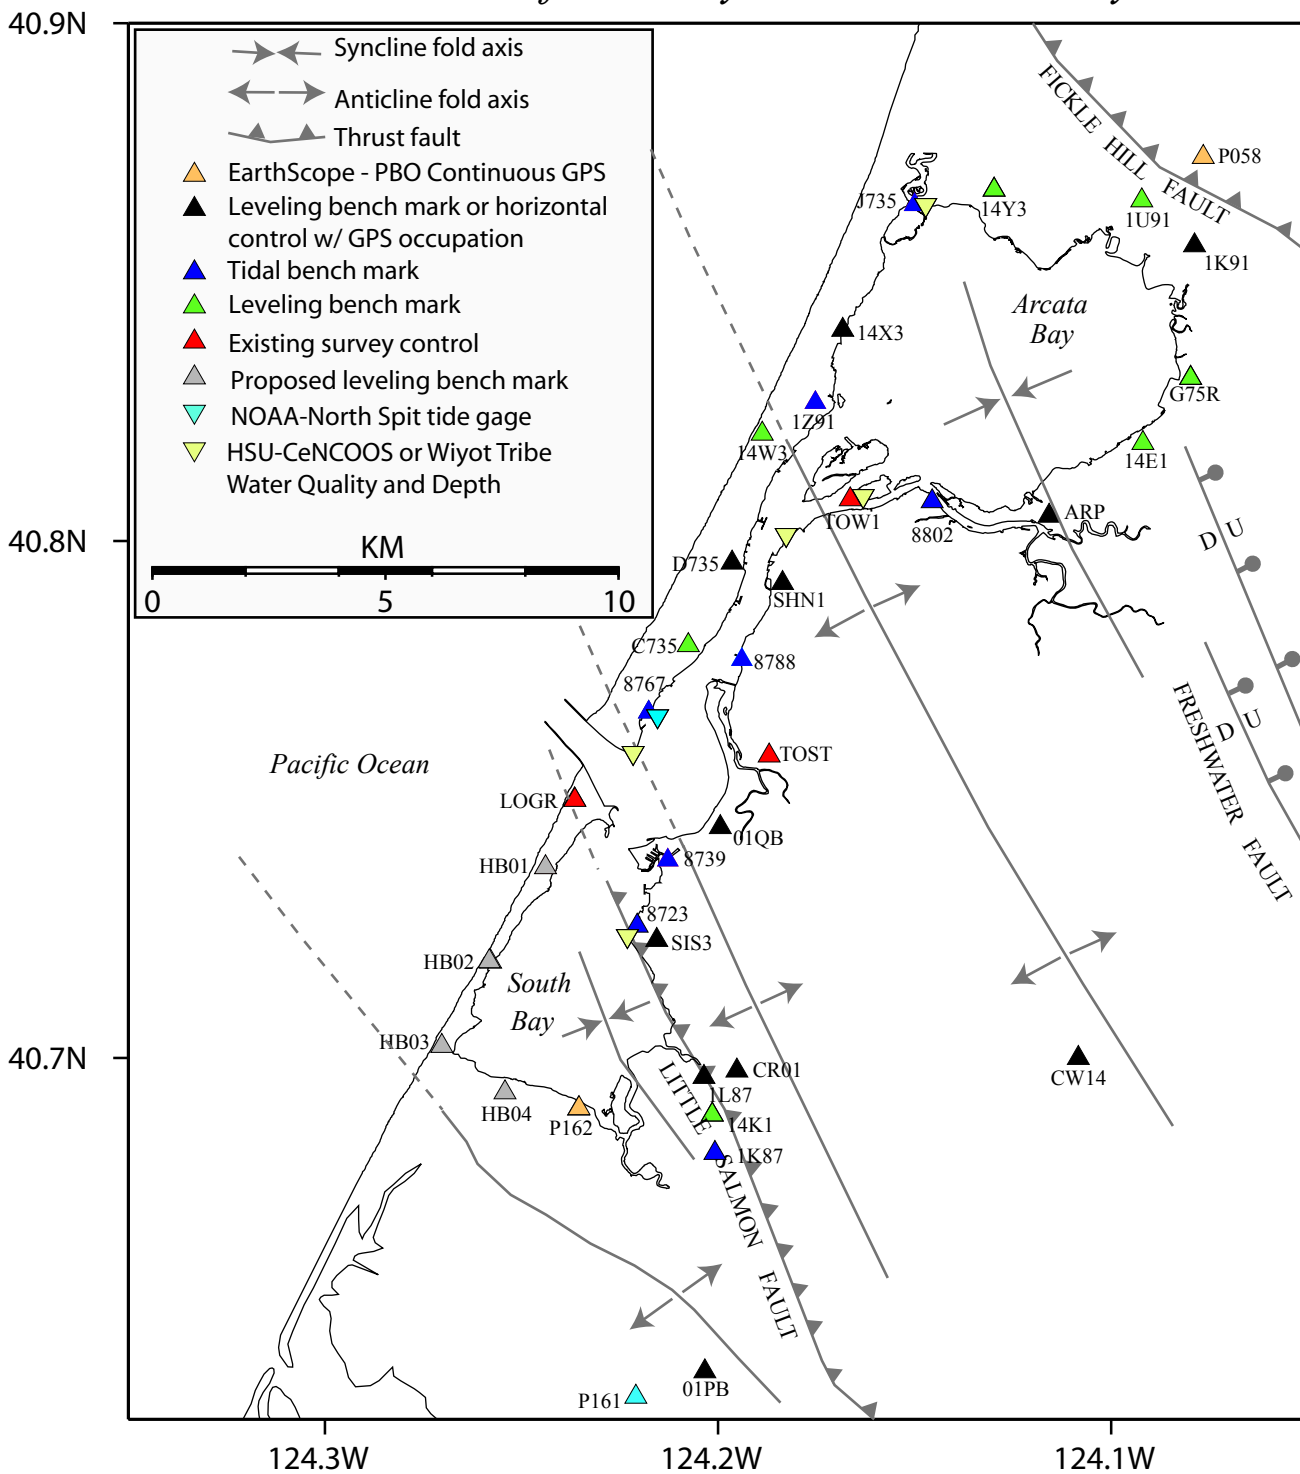 40.9N
40.8N
40.7N
124.3W
124.2W
124.1W
Syncline fold axis
Anticline fold axis
Thrust fault
EarthScope - PBO Continuous GPS
Leveling bench mark or horizontal
control w/ GPS occupation
Tidal bench mark
Leveling bench mark
Existing survey control
Proposed leveling bench mark
NOAA-North Spit tide gage
HSU-CeNCOOS or Wiyot Tribe
Water Quality and Depth
KM
0 5 10
FICKLE HILL FAULT
P058
J735
14Y3
1U91
1K91
Arcata
Bay
14X3
G75R
1Z91
14W3
14E1
TOW1
8802
ARP
D U
D735
SHN1
C735
8788
8767
D U
FRESHWATER FAULT
Pacific Ocean
TOST
LOGR
01QB
HB01
8739
8723
SIS3
HB02
South
Bay
HB03
CR01
CW14
1L87
HB04
P162
14K1
1K87
LITTLE SALMON FAULT
01PB
P161